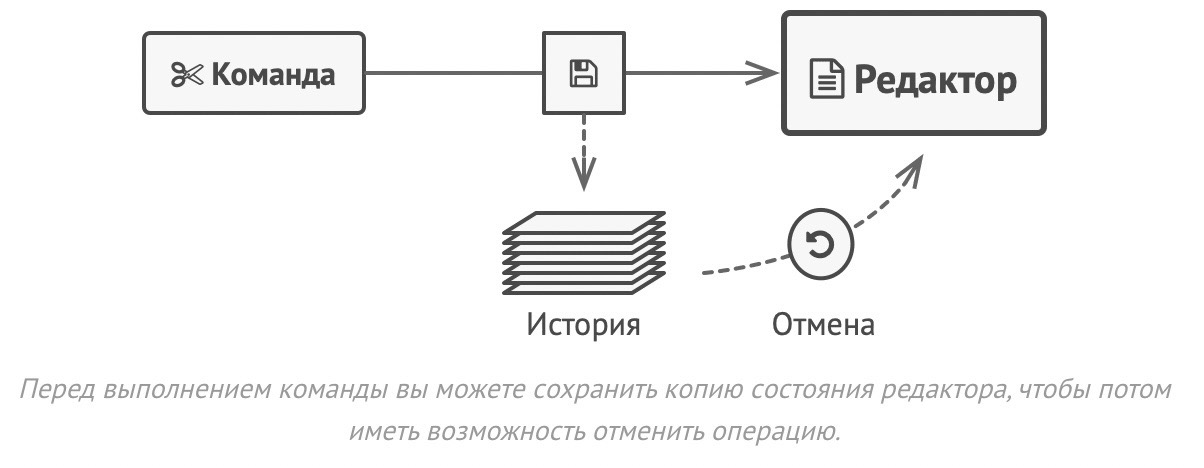 Команда
Редактор
История
Отмена
Перед выполнением команды вы можете сохранить копию состояния редактора, чтобы потом
иметь возможность отменить операцию.